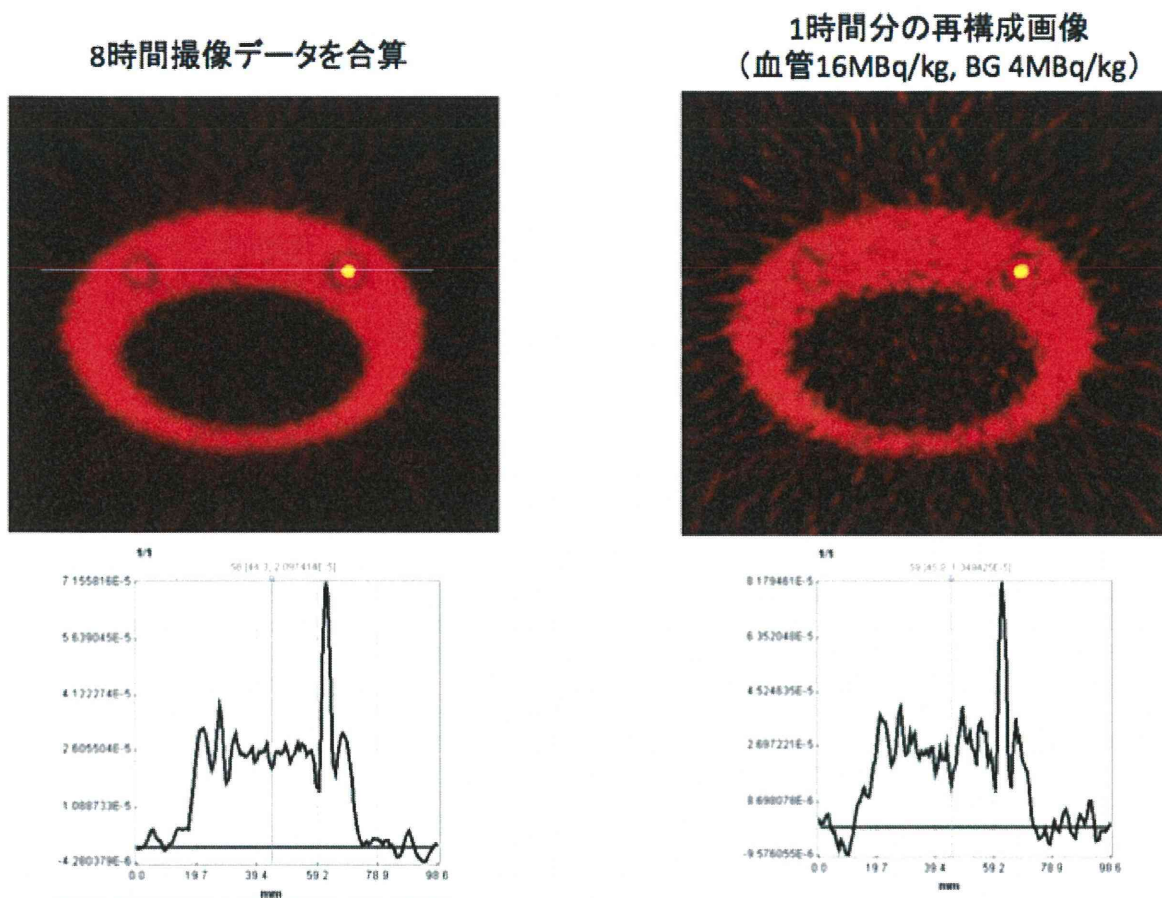 8時間撮像データを合算
1時間分の再構成画像
（血管16MBq/kg, BG 4MBq/kg）
1/1
7.155816E-5
5.639045E-5
4.122274E-5
2.605504E-5
1.088733E-5
-4.280379E-6
0.0 19.7 39.4 59.2 78.9 98.6
mm
1/1
8.179461E-5
6.352048E-5
4.524635E-5
2.697221E-5
8.698078E-6
-9.576055E-6
0.0 19.7 39.4 59.2 78.9 98.6
mm